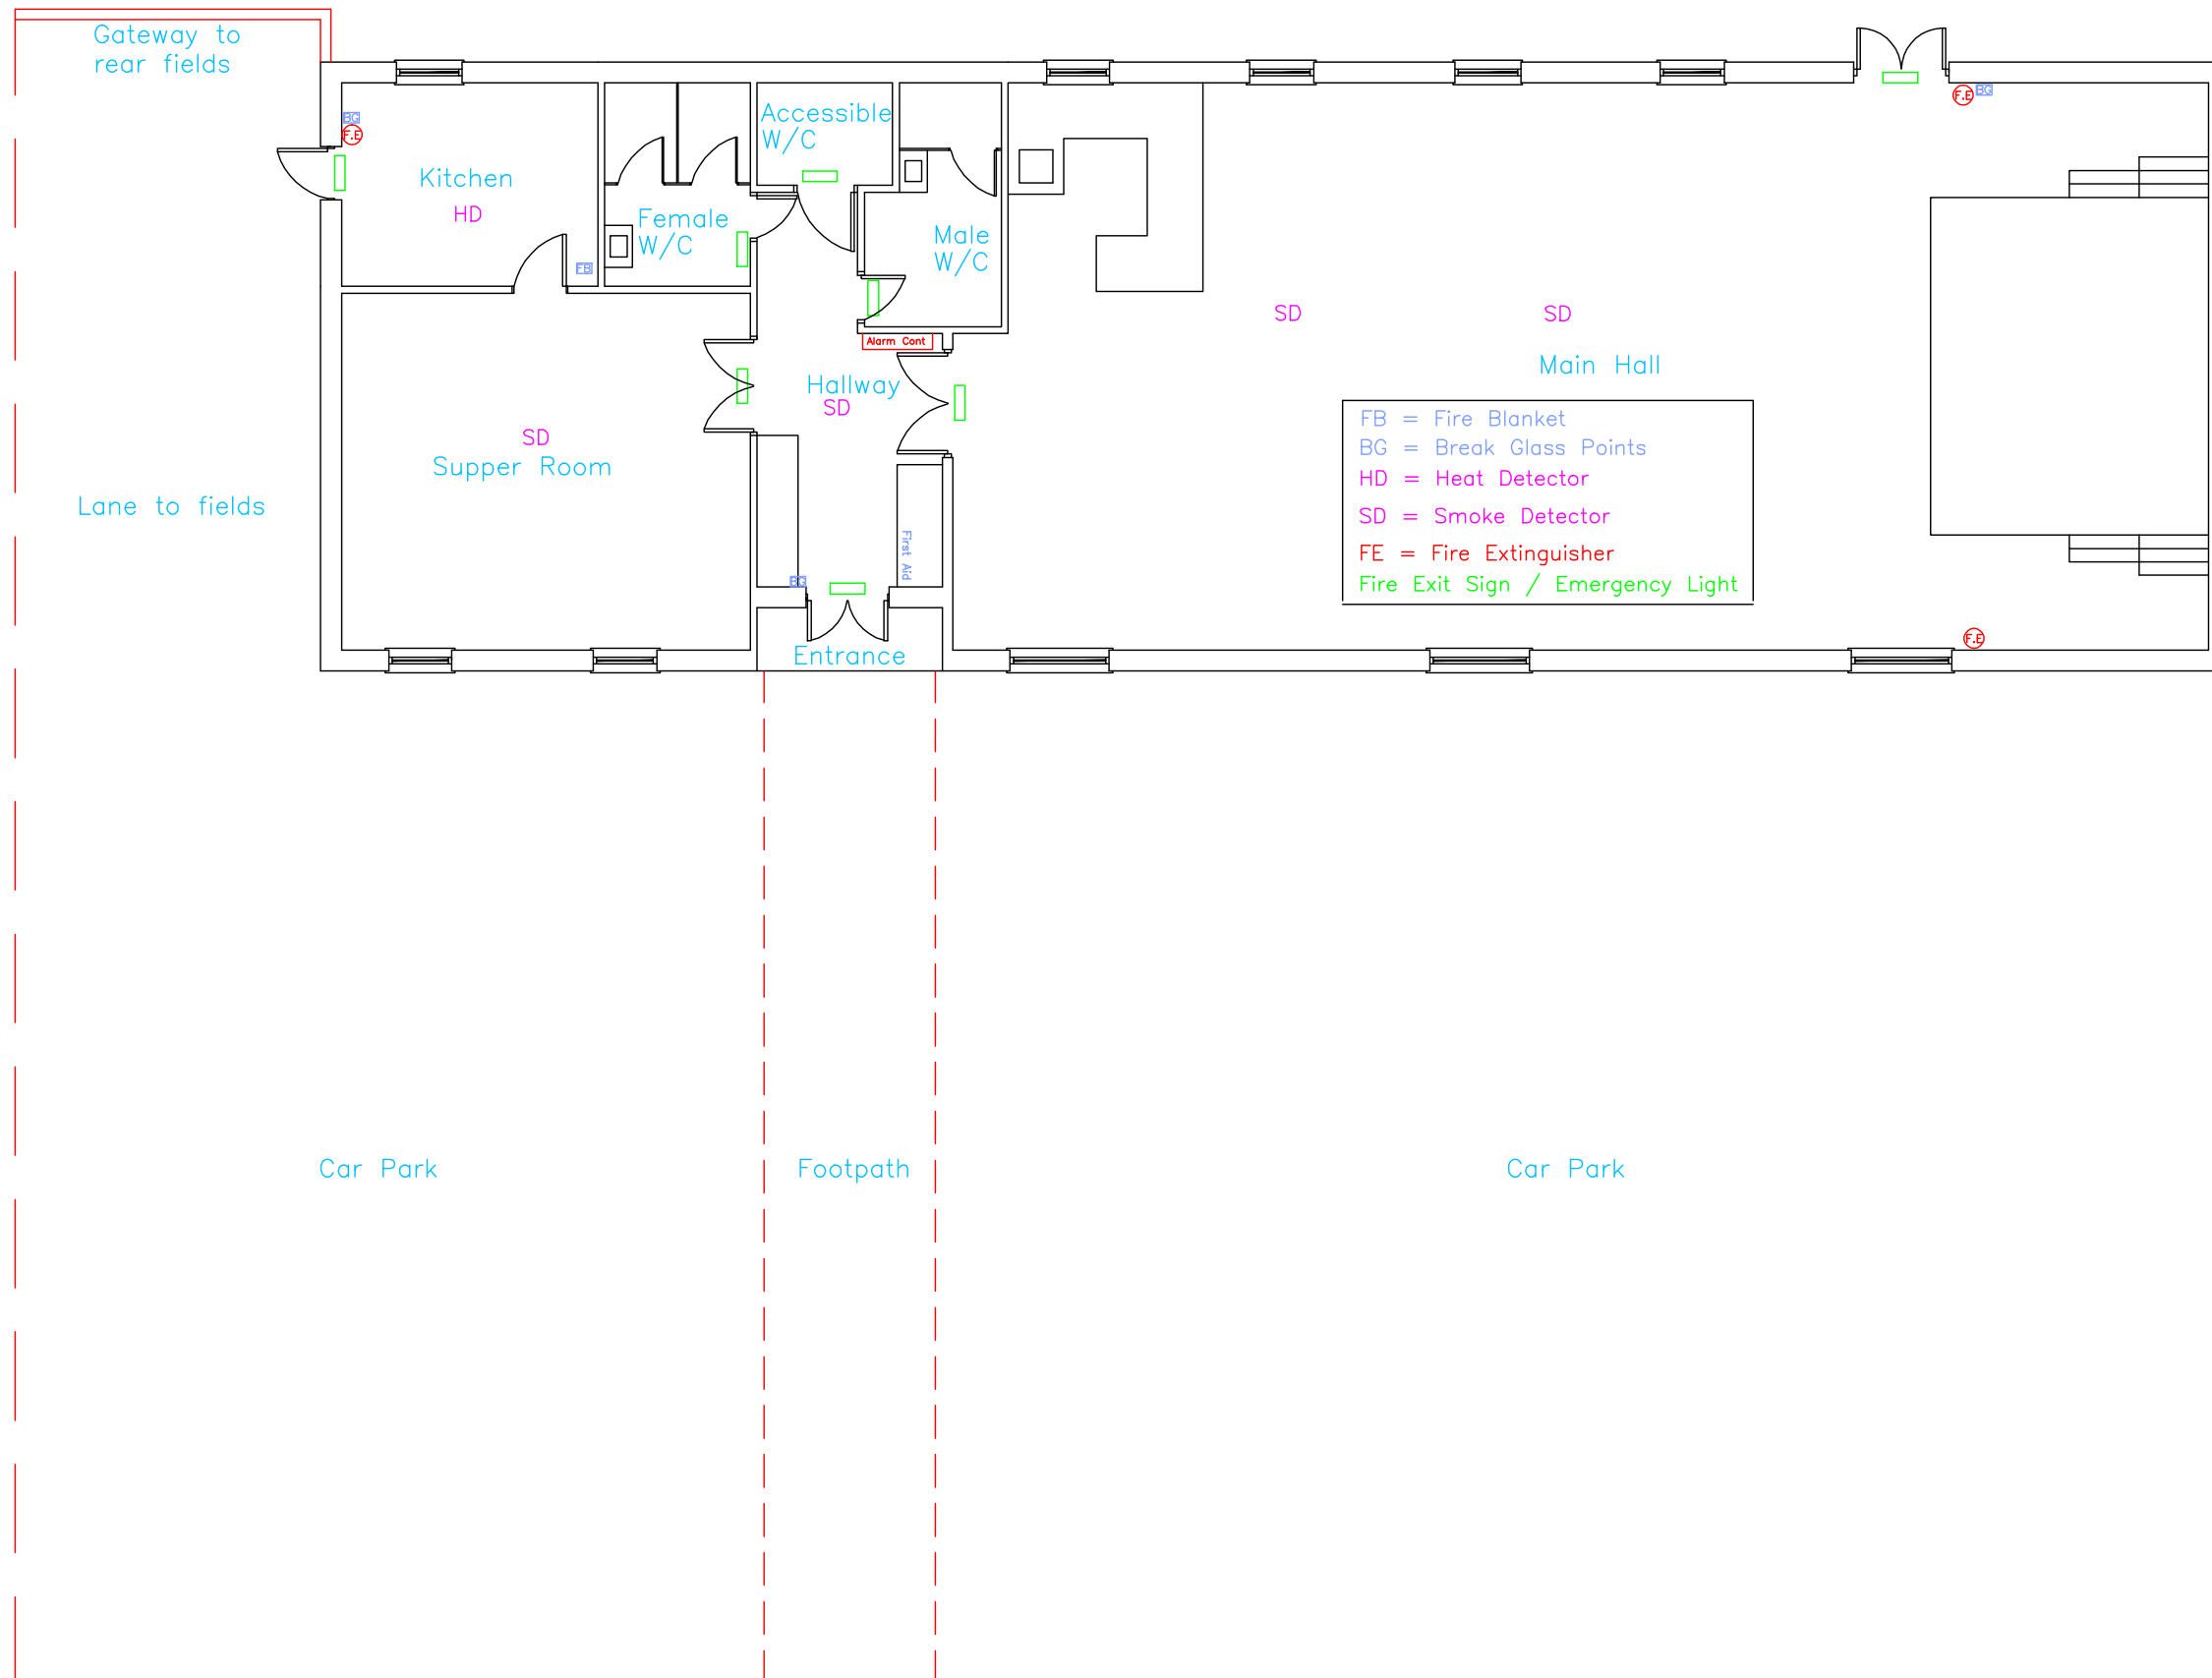 Gateway to
rear fields
BG
F.E
Kitchen
HD
FB
Female
W/C
Accessible
W/C
Male
W/C
F.E
BG
SD
SD
Main Hall
Alarm Cont
Hallway
SD
SD
Supper Room
Lane to fields
First Aid
BG
Entrance
FB = Fire Blanket
BG = Break Glass Points
HD = Heat Detector
SD = Smoke Detector
FE = Fire Extinguisher
Fire Exit Sign / Emergency Light
F.E
Car Park
Footpath
Car Park